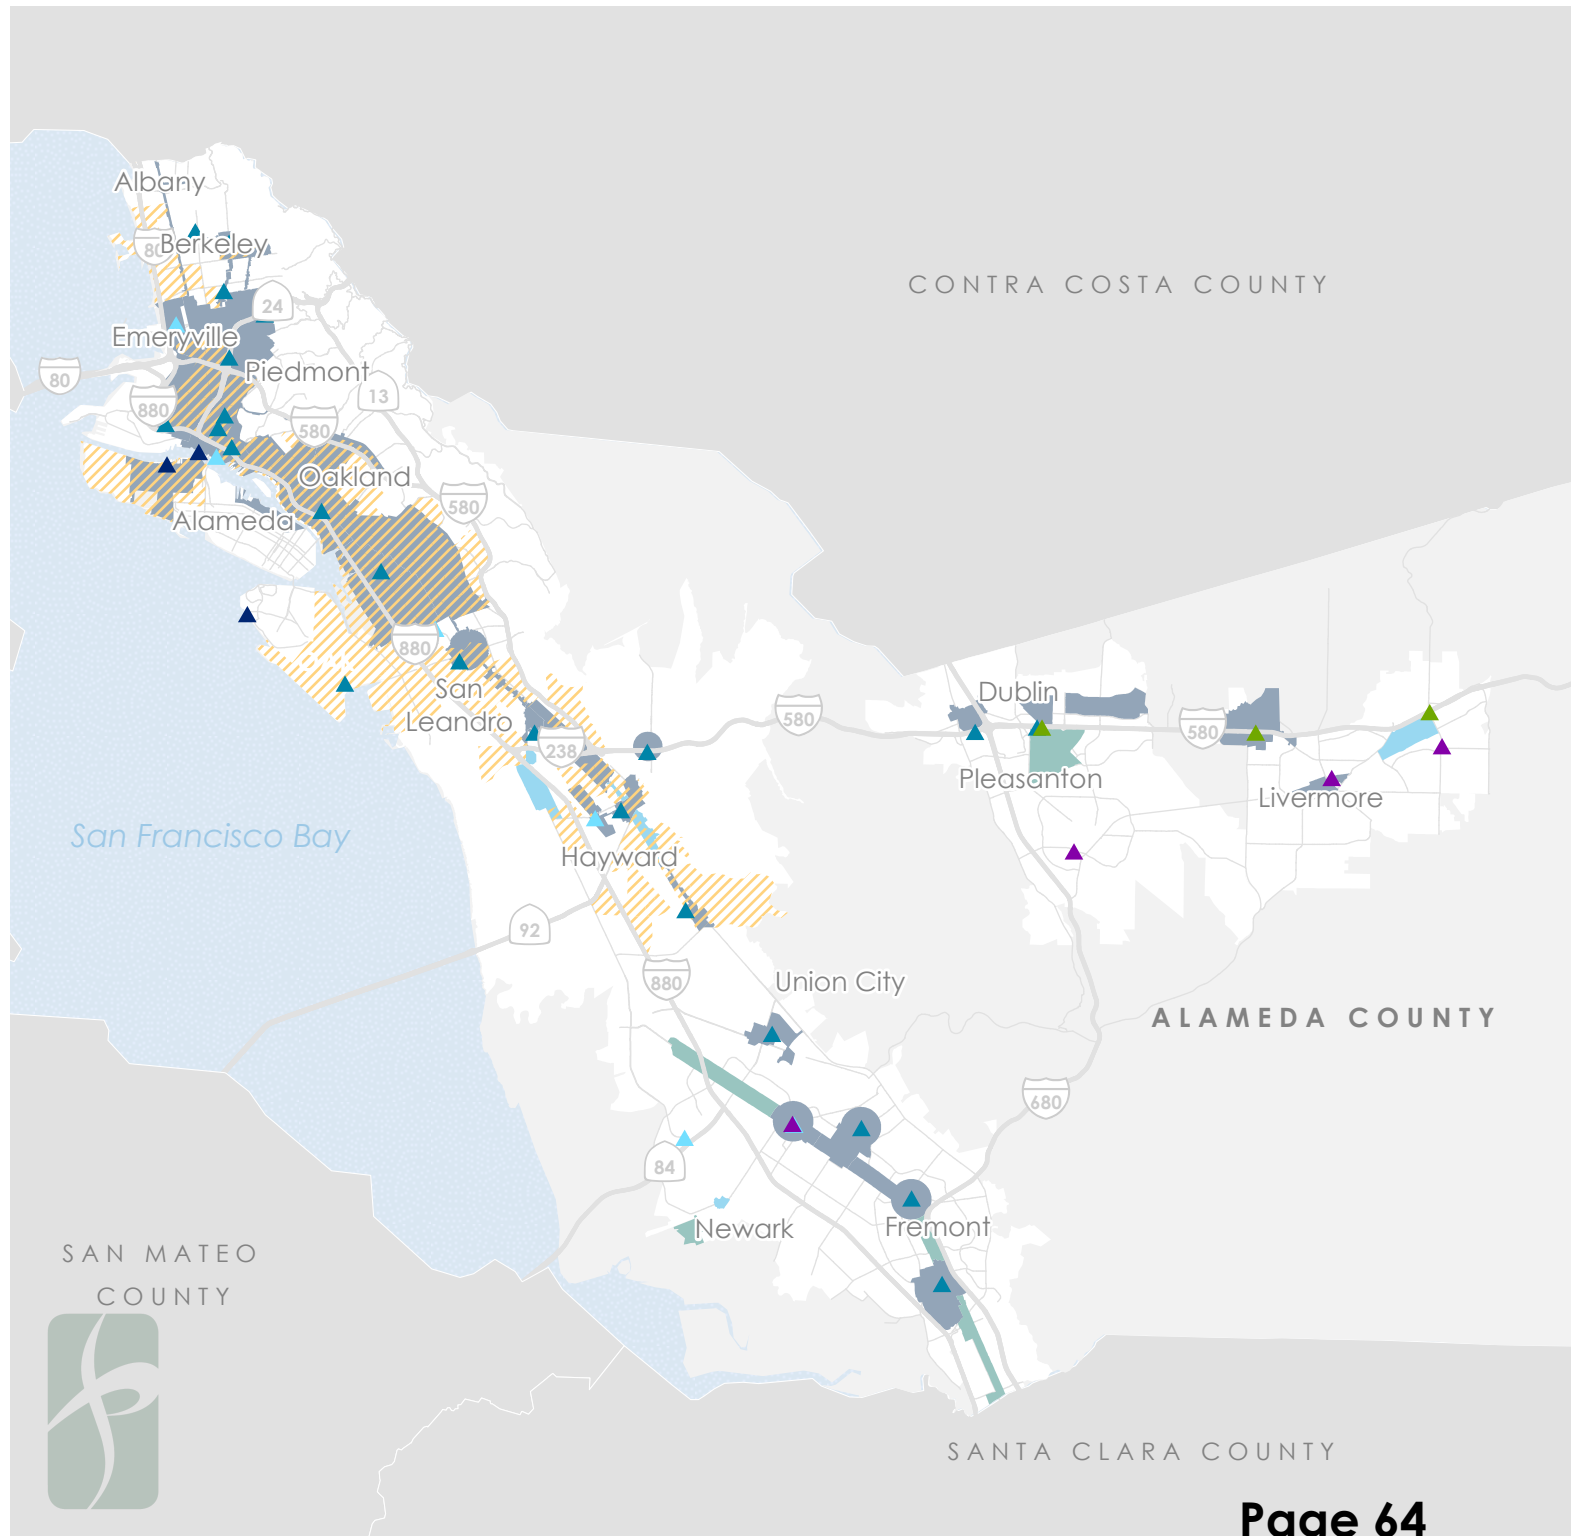 Albany
80
Berkeley
CONTRA COSTA COUNTY
24
Emeryville
Piedmont
80
13
880
580
Oakland
580
Alameda
880
San
Leandro
Dublin
580
580
238
Pleasanton
Livermore
San Francisco Bay
Hayward
92
Union City
880
ALAMEDA COUNTY
680
84
Newark
Fremont
SAN MATEO
COUNTY
SANTA CLARA COUNTY
Page 64